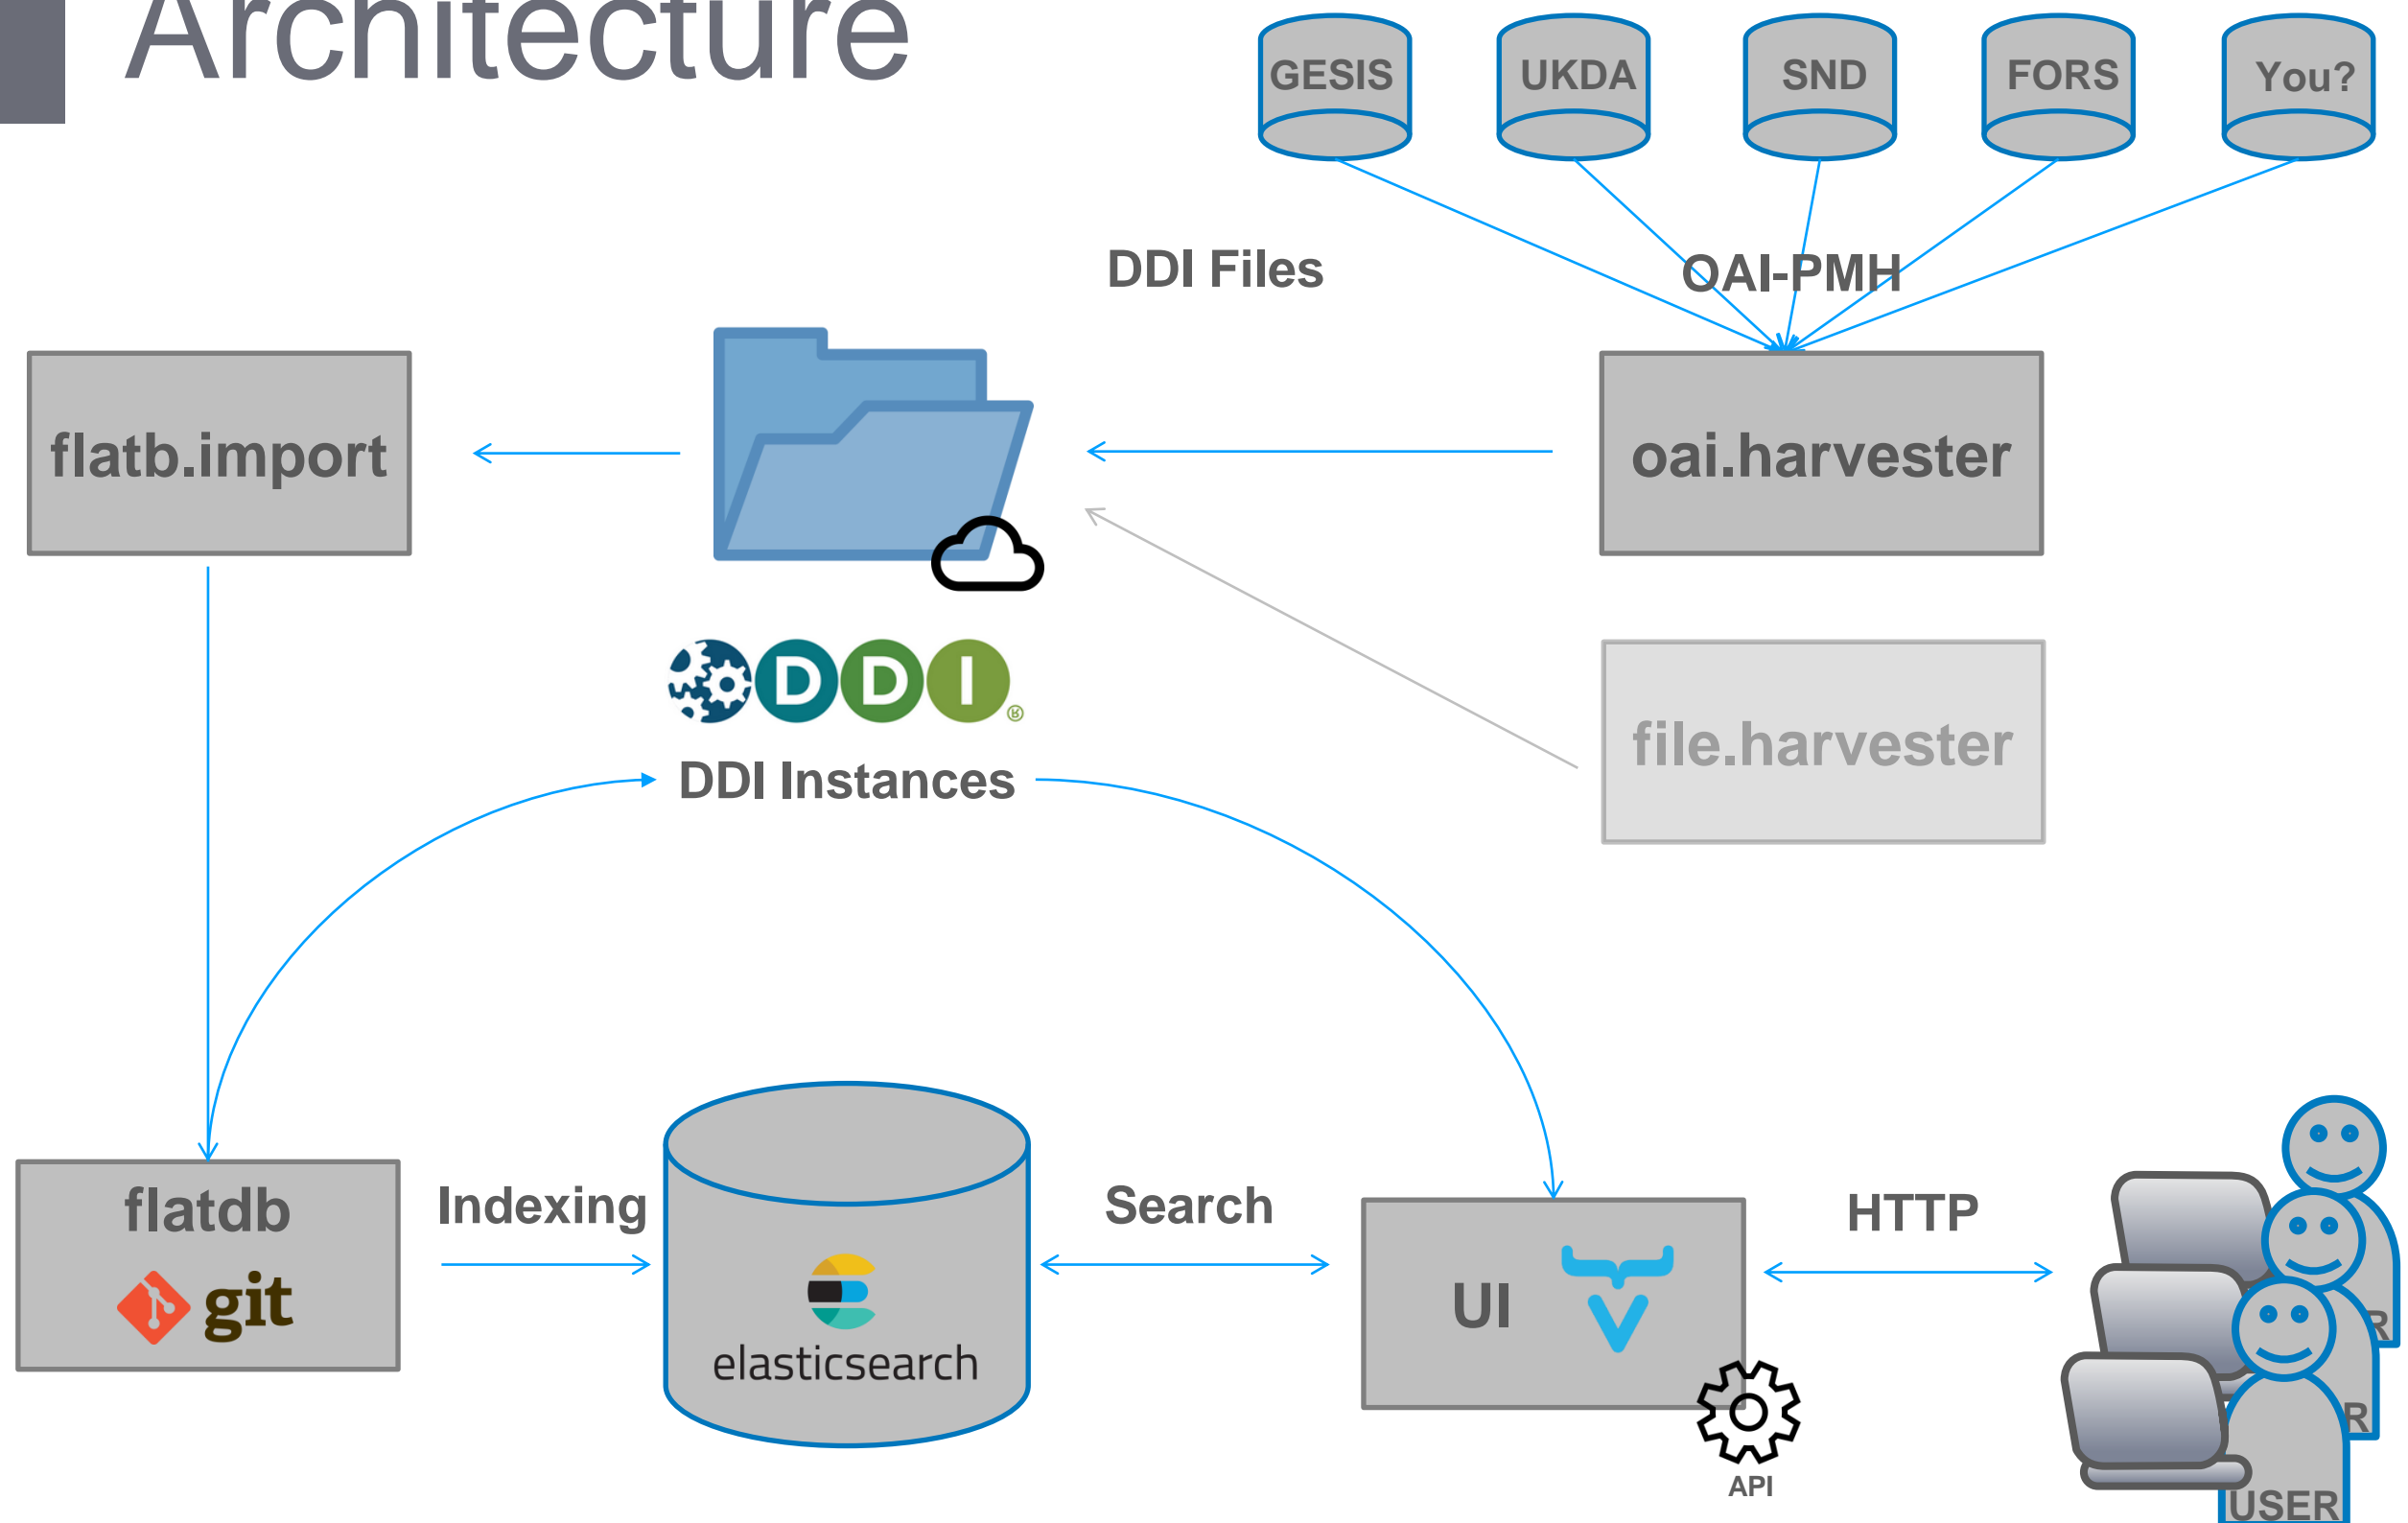 Architecture
GESIS
UKDA
SND
FORS
You?
DDI Files
OAI-PMH
flatb.import
oai.harvester
file.harvester
DDI®
DDI Instances
flatdb
git
Indexing
elasticsearch
Search
UI
API
HTTP
R
R
USER